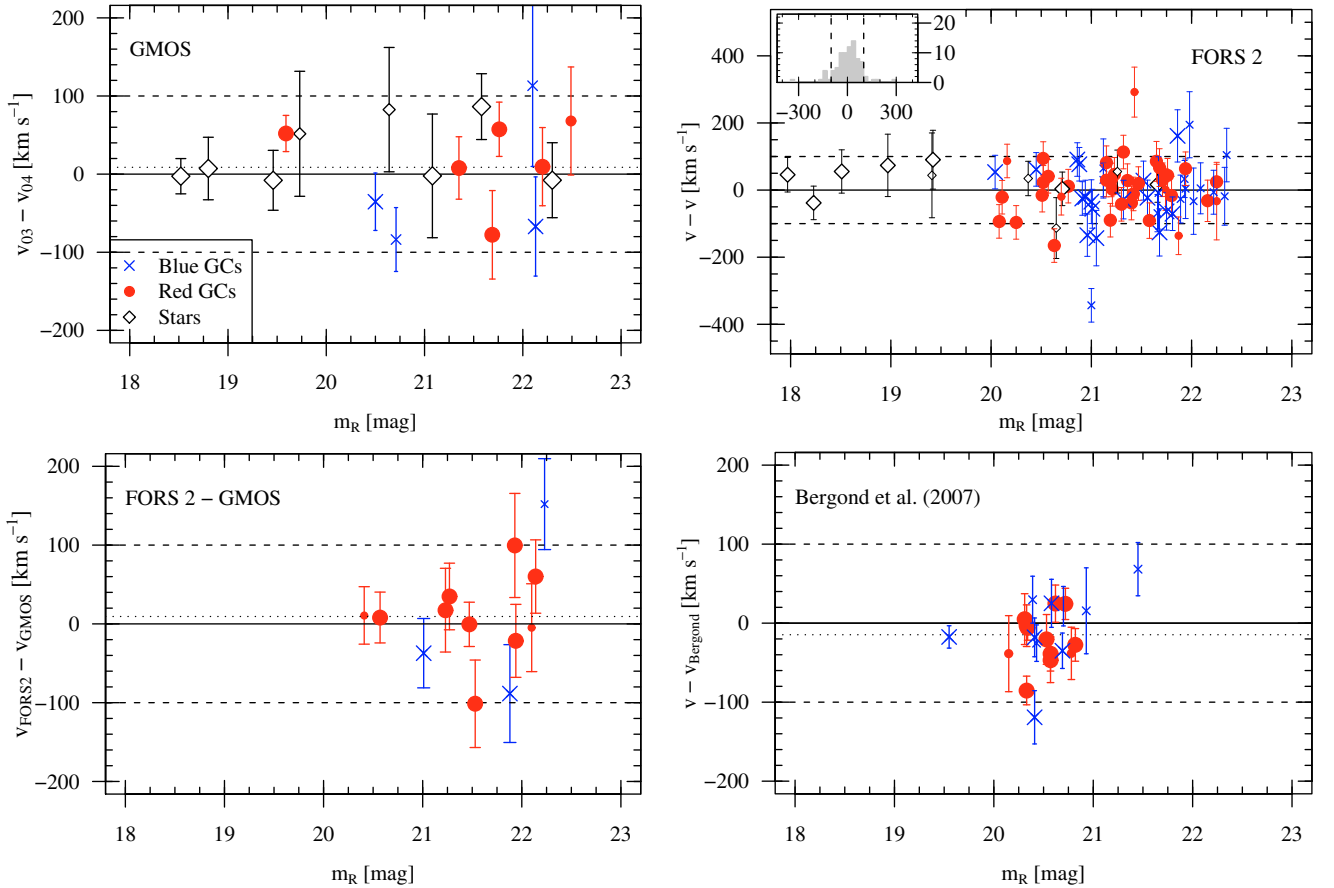 GMOS
v03 − v04 [km s−1]
200
100
0
−100
−200
Blue GCs
Red GCs
Stars
18 19 20 21 22 23
mR [mag]
FORS 2
v − v [km s−1]
400
200
0
−200
−400
20
10
0
−300 0 300
18 19 20 21 22 23
mR [mag]
FORS 2 − GMOS
vFORS2 − vGMOS [km s−1]
200
100
0
−100
−200
18 19 20 21 22 23
mR [mag]
Bergond et al. (2007)
v − vBergond [km s−1]
200
100
0
−100
−200
18 19 20 21 22 23
mR [mag]